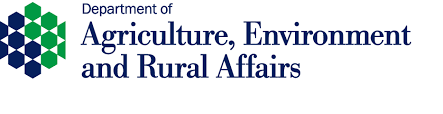 Department of
Agriculture, Environment
and Rural Affairs